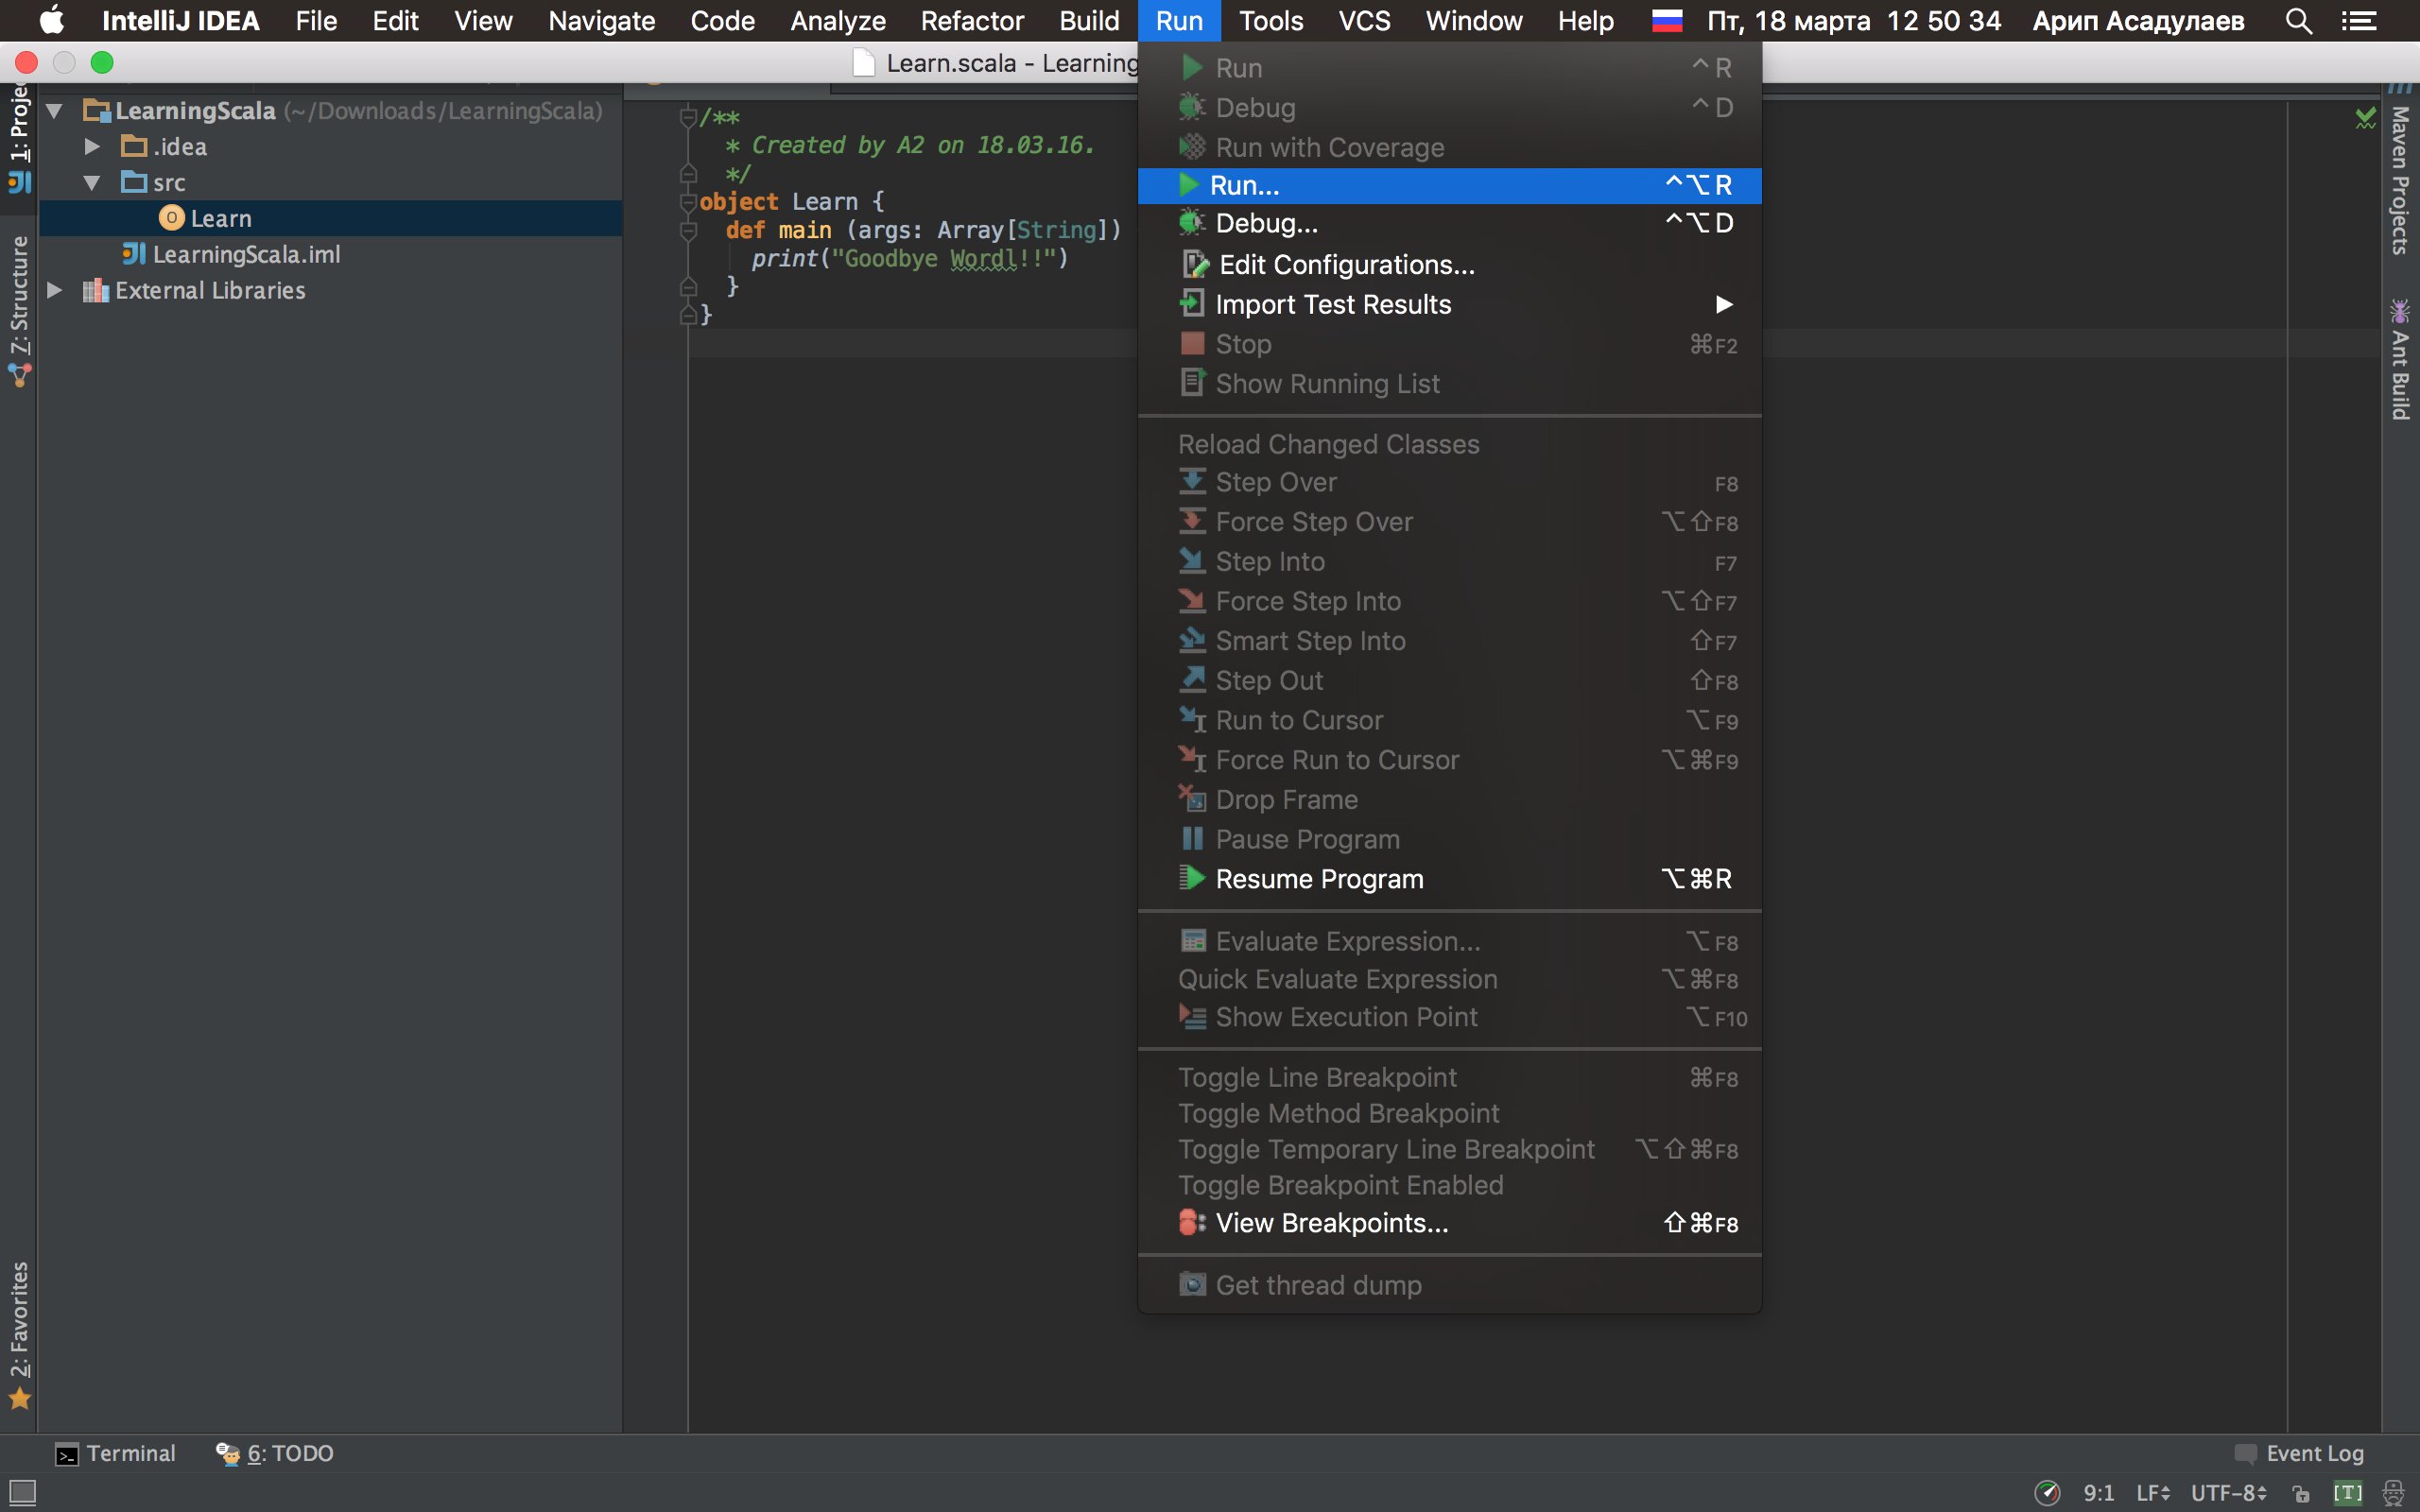 IntelliJ IDEA File Edit View Navigate Code Analyze Refactor Build Run Tools VCS Window Help Пт, 18 марта 12 50 34 Арип Асадулаев
Learn.scala - Learning
1: Projec
7: Structure
2: Favorites
LearningScala (~/Downloads/LearningScala)
.idea
src
Learn
LearningScala.iml
External Libraries
/**
* Created by A2 on 18.03.16.
*/
object Learn {
def main (args: Array[String])
print("Goodbye Wordl!!")
}
}
Run ⌃R
Debug ⌃D
Run with Coverage
Run... ⌃⌥R
Debug... ⌃⌥D
Edit Configurations...
Import Test Results
Stop ⌘F2
Show Running List
Reload Changed Classes
Step Over F8
Force Step Over ⌥⇧F8
Step Into F7
Force Step Into ⌥⇧F7
Smart Step Into ⇧F7
Step Out ⇧F8
Run to Cursor ⌥F9
Force Run to Cursor ⌥⌘F9
Drop Frame
Pause Program
Resume Program ⌥⌘R
Evaluate Expression... ⌥F8
Quick Evaluate Expression ⌥⌘F8
Show Execution Point ⌥F10
Toggle Line Breakpoint ⌘F8
Toggle Method Breakpoint
Toggle Temporary Line Breakpoint ⌥⇧⌘F8
Toggle Breakpoint Enabled
View Breakpoints... ⇧⌘F8
Get thread dump
Maven Projects
Ant Build
Terminal 6: TODO Event Log
9:1 LF UTF-8 [T]